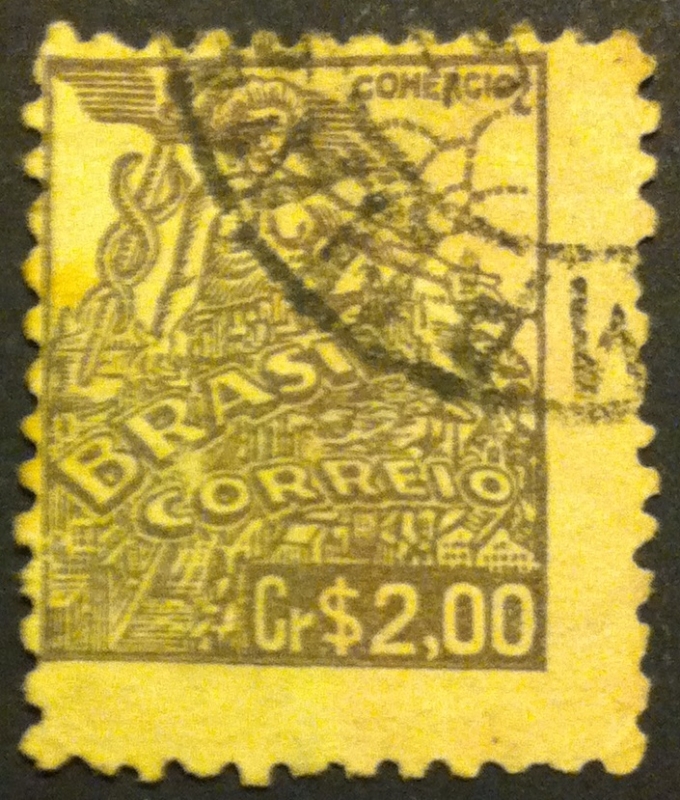 COMERCIO
BRASIL
CORREIO
Cr$2,00